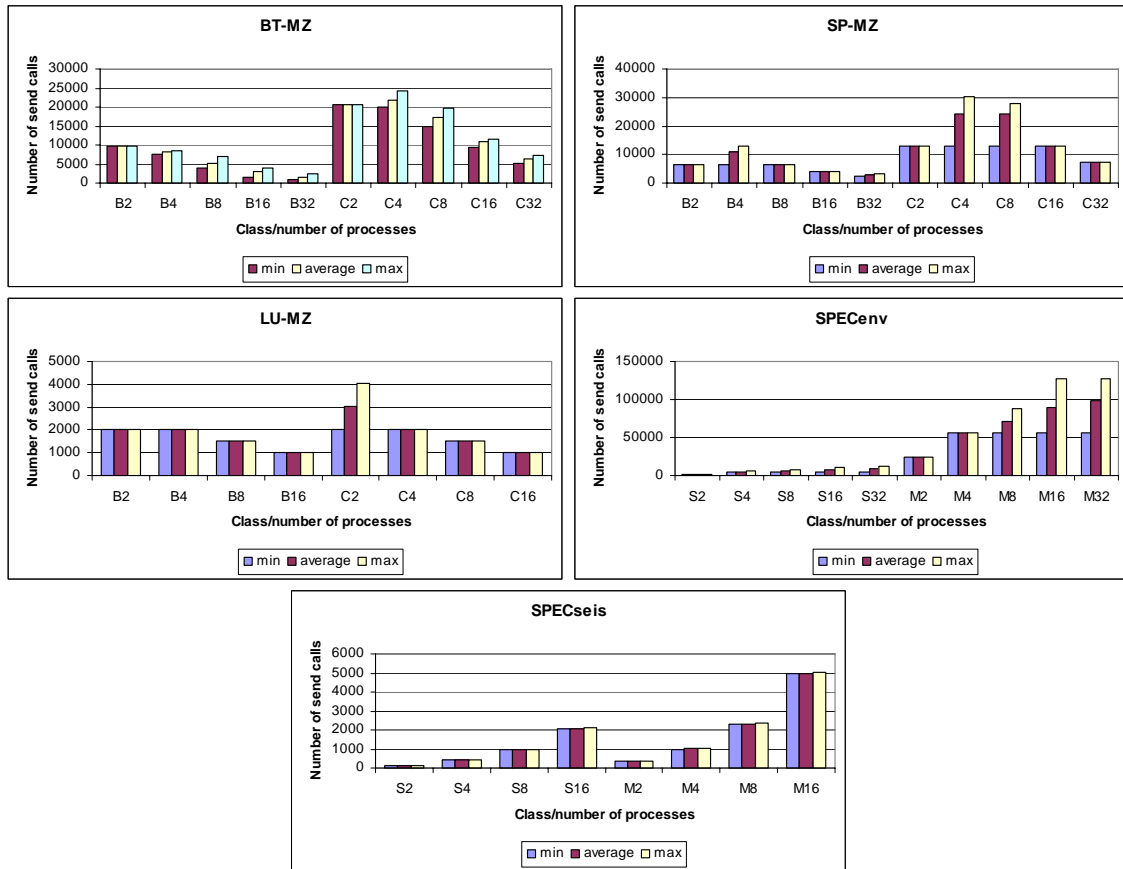 BT-MZ
Number of send calls
30000
25000
20000
15000
10000
5000
0
B2 B4 B8 B16 B32 C2 C4 C8 C16 C32
Class/number of processes
min average max
SP-MZ
Number of send calls
40000
30000
20000
10000
0
B2 B4 B8 B16 B32 C2 C4 C8 C16 C32
Class/number of processes
min average max
LU-MZ
Number of send calls
5000
4000
3000
2000
1000
0
B2 B4 B8 B16 C2 C4 C8 C16
Class/number of processes
min average max
SPECenv
Number of send calls
150000
100000
50000
0
S2 S4 S8 S16 S32 M2 M4 M8 M16 M32
Class/number of processes
min average max
SPECseis
Number of send calls
6000
5000
4000
3000
2000
1000
0
S2 S4 S8 S16 M2 M4 M8 M16
Class/number of processes
min average max